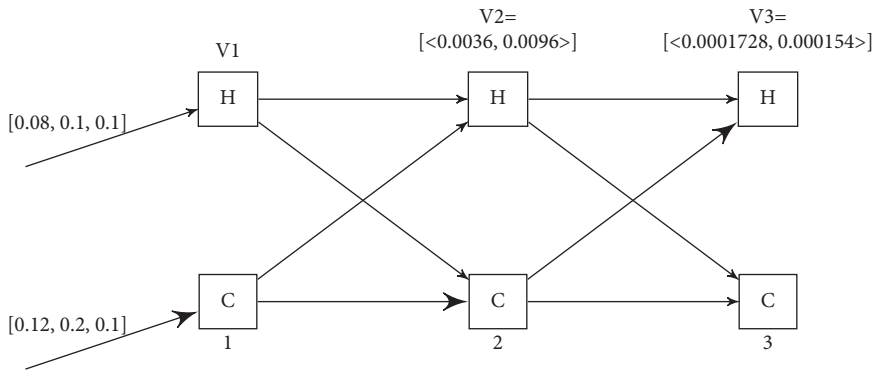 V2=
[<0.0036, 0.0096>]
V3=
[<0.0001728, 0.000154>]
V1
H
H
H
[0.08, 0.1, 0.1]
[0.12, 0.2, 0.1]
C
C
C
1
2
3